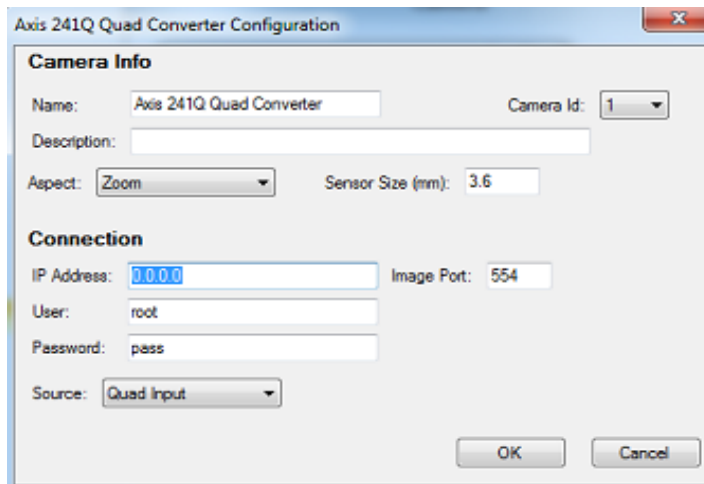 Axis 241Q Quad Converter Configuration
Camera Info
Name: Axis 241Q Quad Converter Camera Id: 1
Description:
Aspect: Zoom Sensor Size (mm): 3.6
Connection
IP Address: 0.0.0.0 Image Port: 554
User: root
Password: pass
Source: Quad Input
OK Cancel